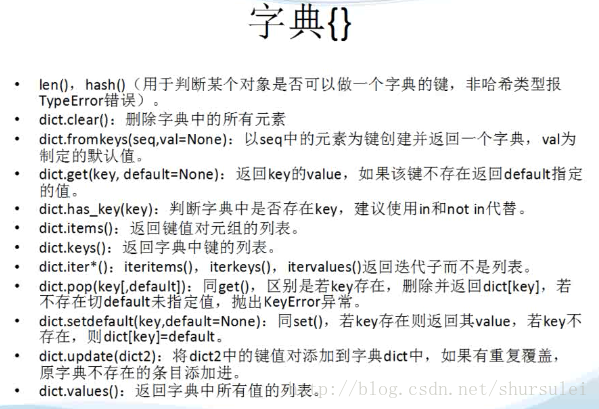 字典{}
• len()，hash()（用于判断某个对象是否可以做一个字典的键，非哈希类型报
TypeError错误）。
• dict.clear()：删除字典中的所有元素
• dict.fromkeys(seq,val=None)：以seq中的元素为键创建并返回一个字典，val为
制定的默认值。
• dict.get(key, default=None)：返回key的value，如果该键不存在返回default指定
的值。
• dict.has_key(key)：判断字典中是否存在key，建议使用in和not in代替。
• dict.items()：返回键值对元组的列表。
• dict.keys()：返回字典中键的列表。
• dict.iter*()：iteritems()，iterkeys()，itervalues()返回迭代子而不是列表。
• dict.pop(key[,default])：同get()，区别是若key存在，删除并返回dict[key]，若
不存在切default未指定值，抛出KeyError异常。
• dict.setdefault(key,default=None)：同set()，若key存在则返回其value，若key不
存在，则dict[key]=default。
• dict.update(dict2)：将dict2中的键值对添加到字典dict中，如果有重复覆盖，
原字典不存在的条目添加进。
• dict.values()：返回字典中所有值的列表。
http://blog.csdn.net/shursulei